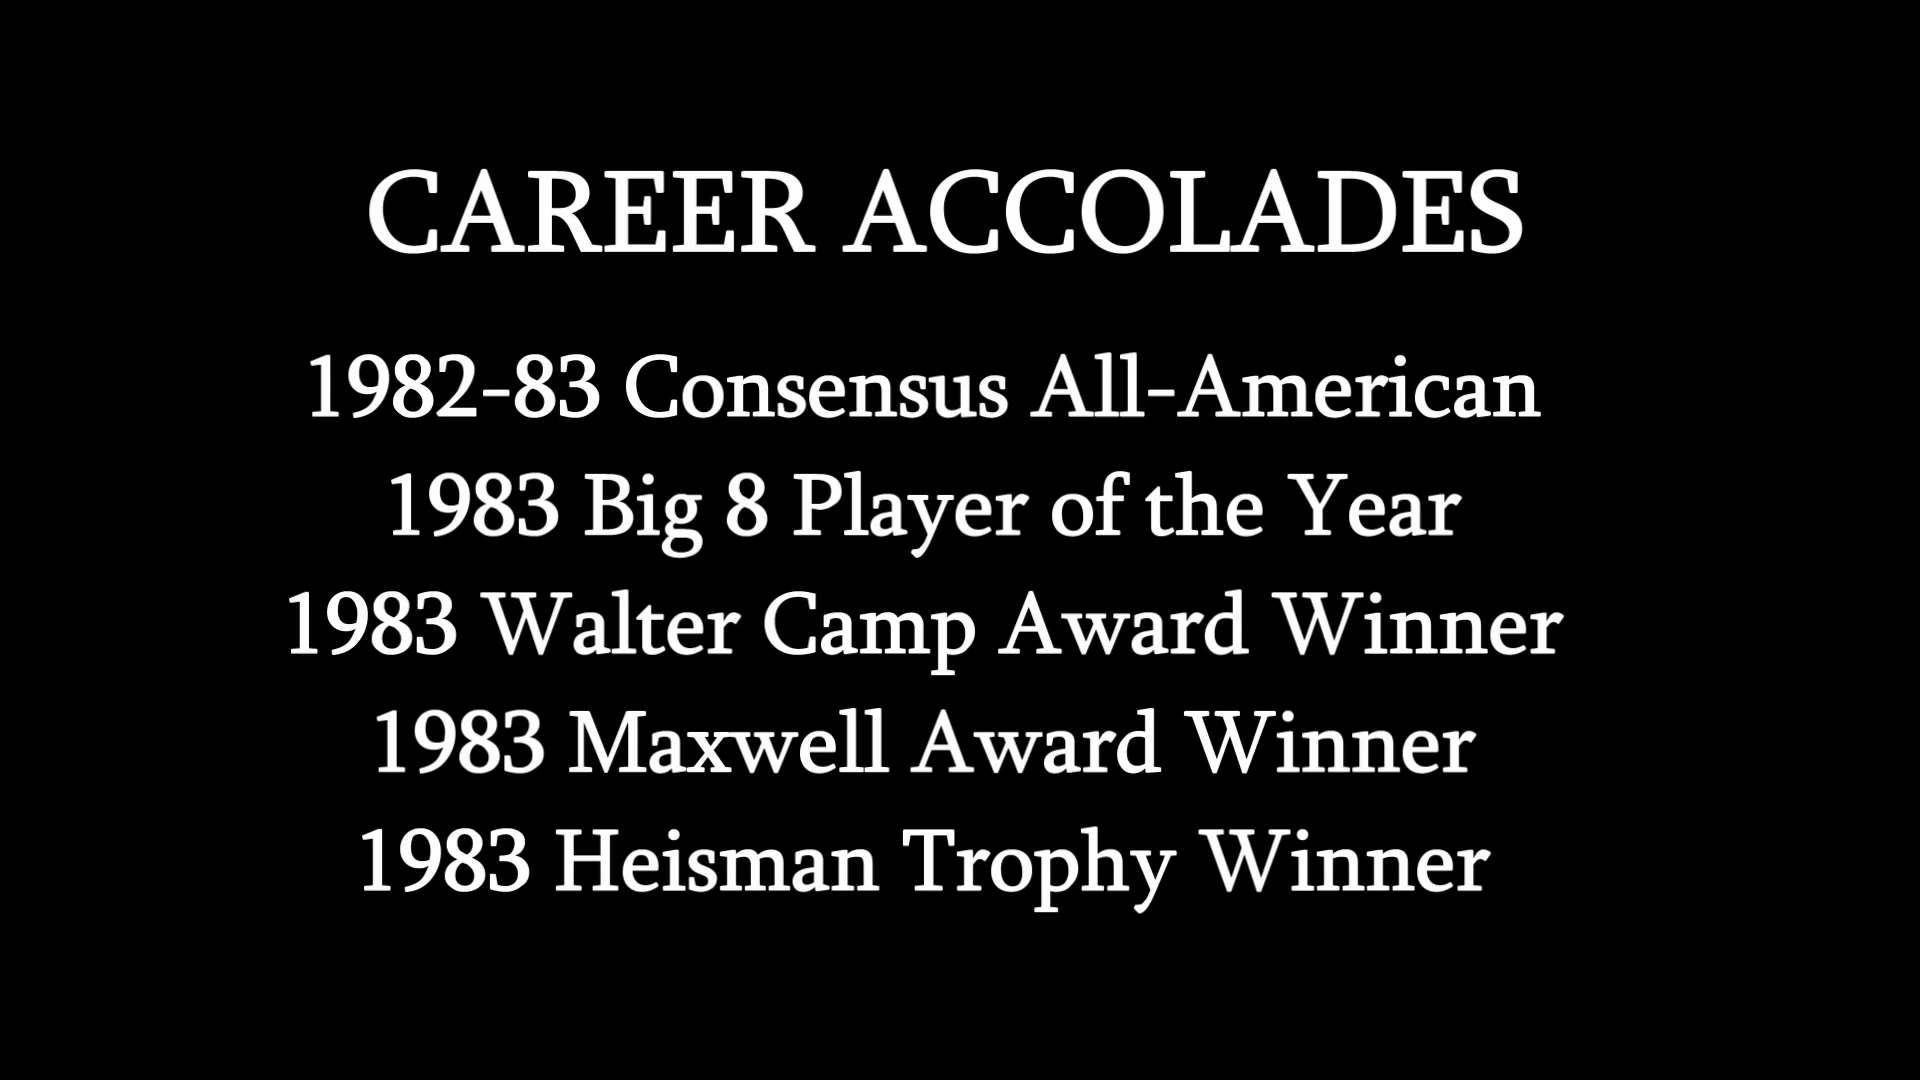 CAREER ACCOLADES
1982-83 Consensus All-American
1983 Big 8 Player of the Year
1983 Walter Camp Award Winner
1983 Maxwell Award Winner
1983 Heisman Trophy Winner